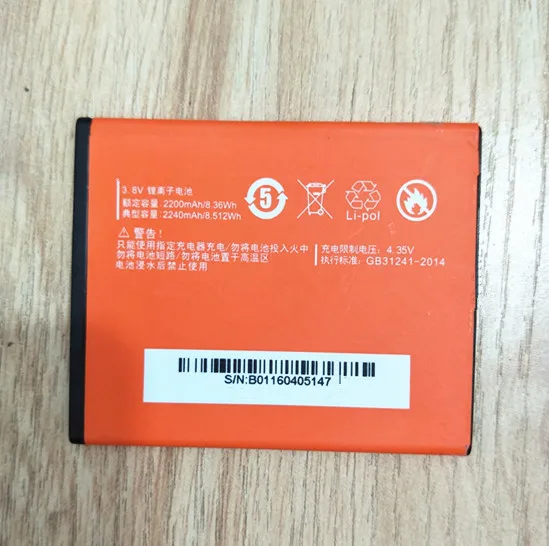 3.8V 锂离子电池
额定容量: 2200mAh/8.36Wh
典型容量: 2240mAh/8.512Wh
5
Li-pol
警告!
只能使用指定充电器充电/勿将电池投入火中
勿将电池短路/勿将电池置于高温区
电池浸水后禁止使用
充电限制电压: 4.35V
执行标准: GB31241-2014
S/N:B01160405147